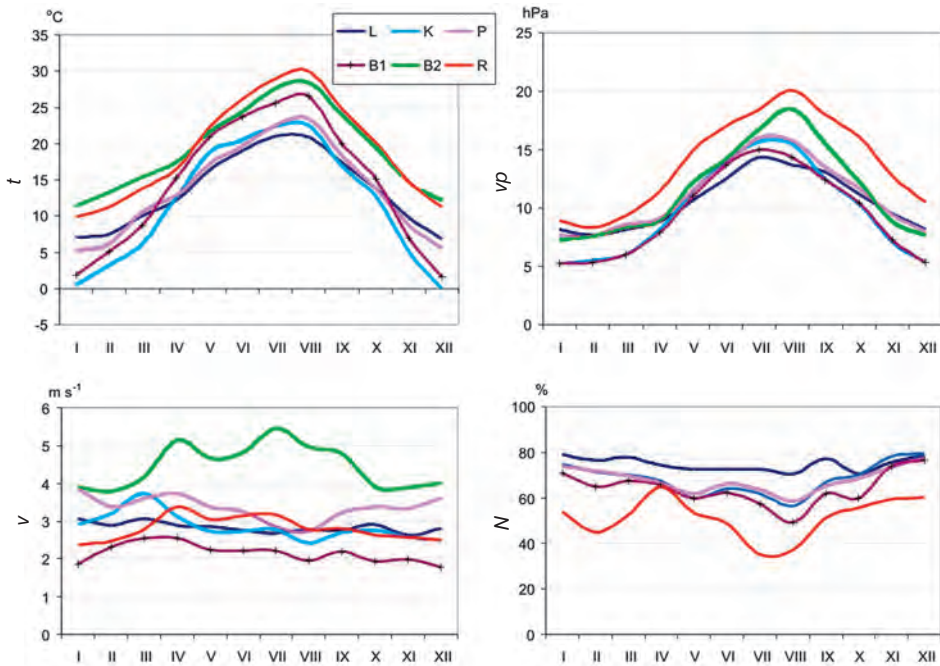 °C
35
30
25
20
15
10
5
0
-5
t
I II III IV V VI VII VIII IX X XI XII
L K P
B1 B2 R
hPa
25
20
15
10
5
0
vp
I II III IV V VI VII VIII IX X XI XII
m s⁻¹
6
5
4
3
2
1
0
v
I II III IV V VI VII VIII IX X XI XII
%
100
80
60
40
20
0
N
I II III IV V VI VII VIII IX X XI XII